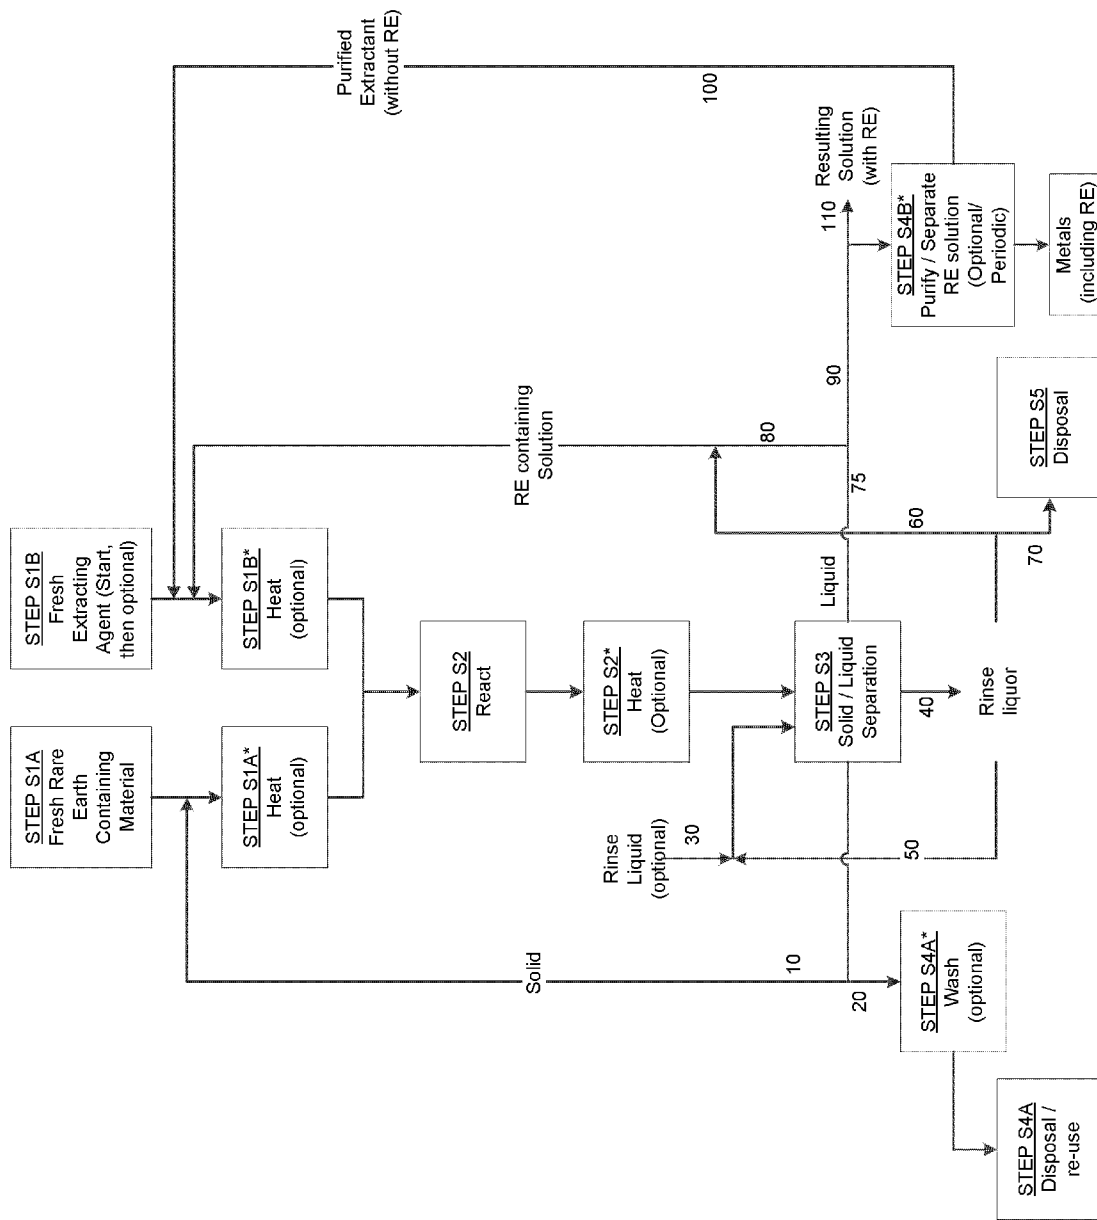 STEP S1A
Fresh Rare
Earth
Containing
Material
STEP S1B
Fresh
Extracting
Agent (Start,
then optional)
Purified
Extractant
(without RE)
100
STEP S1A*
Heat
(optional)
STEP S1B*
Heat
(optional)
RE containing
Solution
Solid
STEP S2
React
STEP S2*
Heat
(Optional)
Rinse
Liquid
(optional)
30
STEP S3
Solid / Liquid
Separation
Liquid
75
80
90
110
Resulting
Solution
(with RE)
10
20
40
50
60
70
Rinse
liquor
STEP S4A*
Wash
(optional)
STEP S4A
Disposal /
re-use
STEP S5
Disposal
STEP S4B*
Purify / Separate
RE solution
(Optional/
Periodic)
Metals
(including RE)